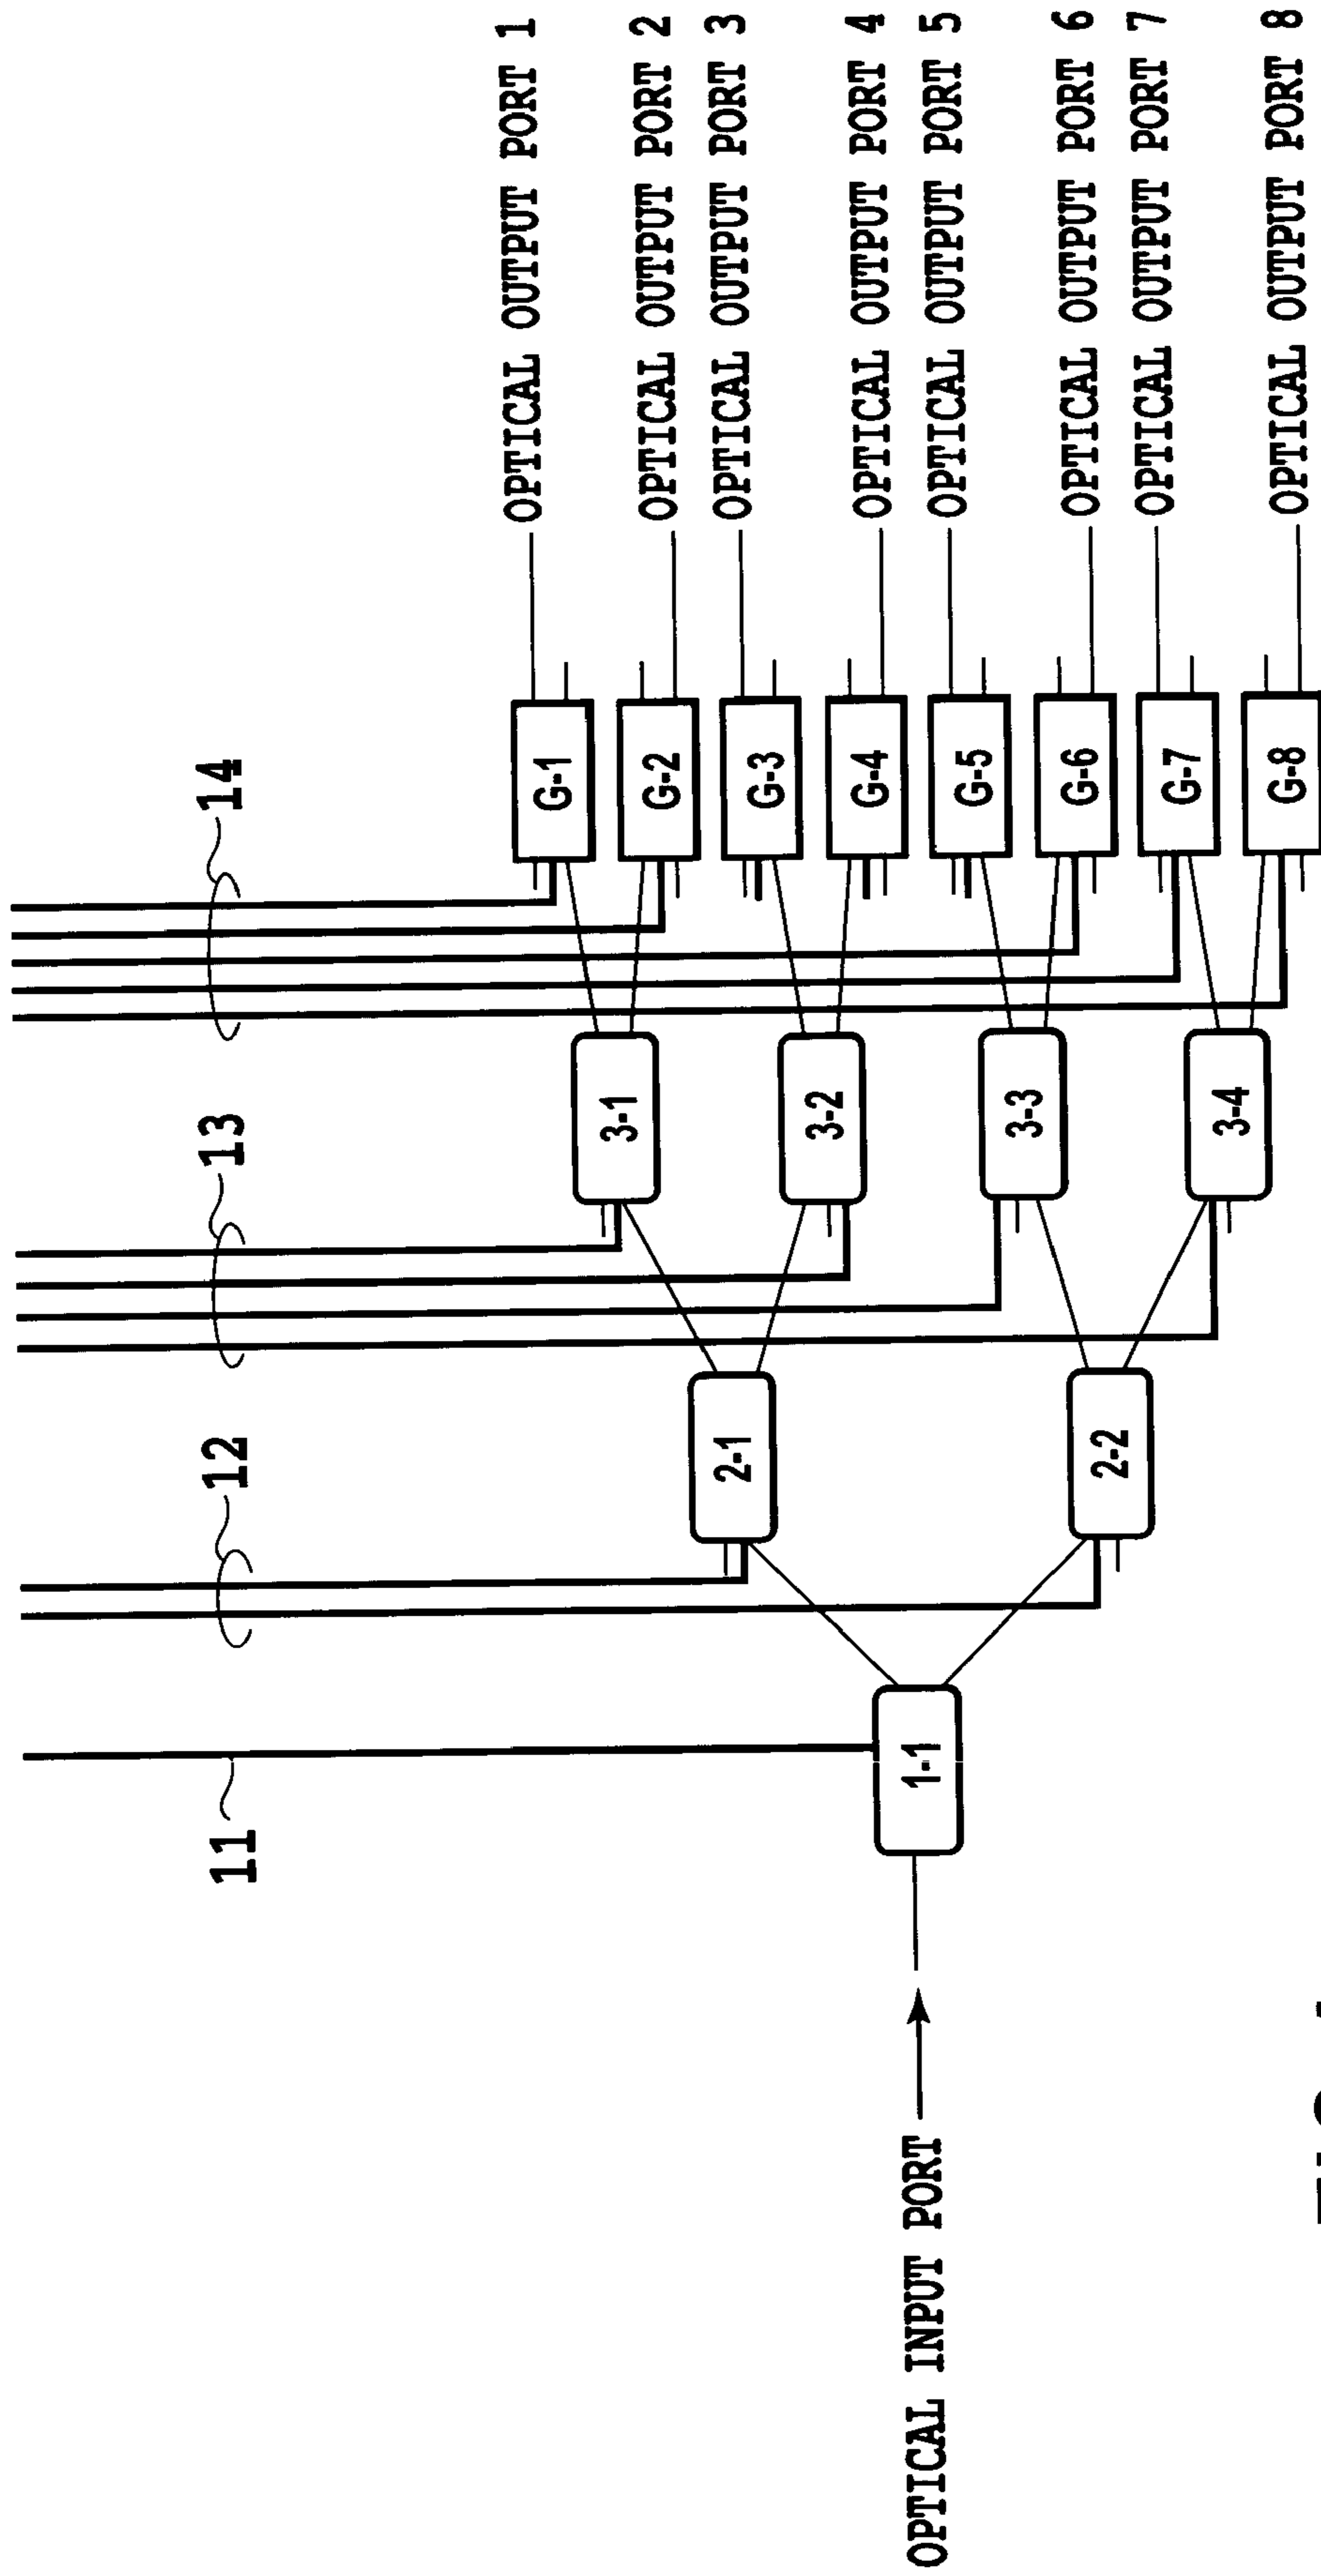 OPTICAL OUTPUT PORT 1
OPTICAL OUTPUT PORT 2
OPTICAL OUTPUT PORT 3
OPTICAL OUTPUT PORT 4
OPTICAL OUTPUT PORT 5
OPTICAL OUTPUT PORT 6
OPTICAL OUTPUT PORT 7
OPTICAL OUTPUT PORT 8
14
G-1
G-2
G-3
G-4
G-5
G-6
G-7
G-8
13
3-1
3-2
3-3
3-4
12
2-1
2-2
11
1-1
OPTICAL INPUT PORT